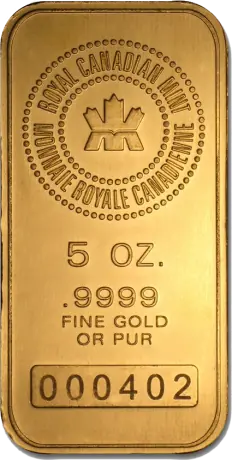 ROYAL CANADIAN MINT
MONNAIE ROYALE CANADIENNE
5 OZ.
.9999
FINE GOLD
OR PUR
000402